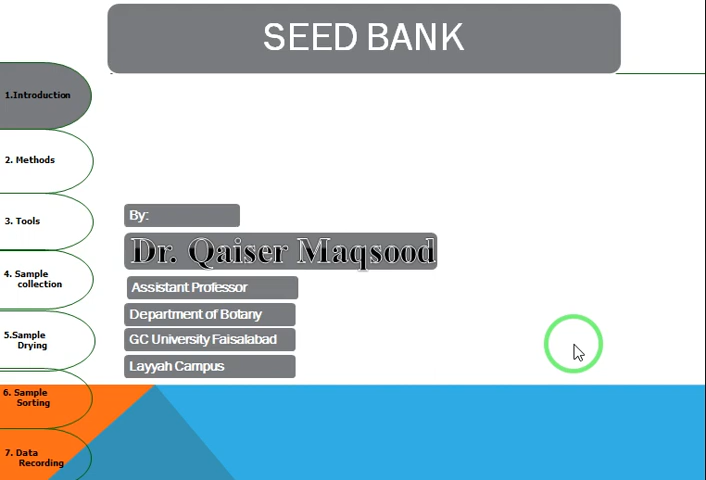 SEED BANK
1.Introduction
2. Methods
3. Tools
4. Sample
collection
5.Sample
Drying
6. Sample
Sorting
7. Data
Recording
By:
Dr. Qaiser Maqsood
Assistant Professor
Department of Botany
GC University Faisalabad
Layyah Campus